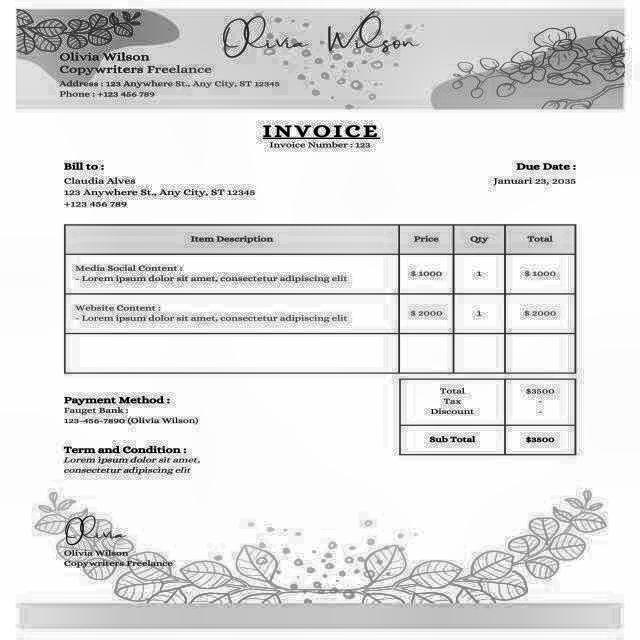 Olivia Wilson
Olivia Wilson
Copywriters Freelance
Address : 123 Anywhere St., Any City, ST 12345
Phone : +123 456 789
INVOICE
Invoice Number : 123
Bill to :
Due Date :
Claudia Alves
Januari 23, 2035
123 Anywhere St., Any City, ST 12345
+123 456 789
Item Description Price Qty Total
Media Social Content :
- Lorem ipsum dolor sit amet, consectetur adipiscing elit
$ 1000 1 $ 1000
Website Content :
- Lorem ipsum dolor sit amet, consectetur adipiscing elit
$ 2000 1 $ 2000
Total $3500
Tax -
Discount -
Sub Total $3500
Payment Method :
Fauget Bank :
123-456-7890 (Olivia Wilson)
Term and Condition :
Lorem ipsum dolor sit amet,
consectetur adipiscing elit
Olivia
Olivia Wilson
Copywriters Freelance